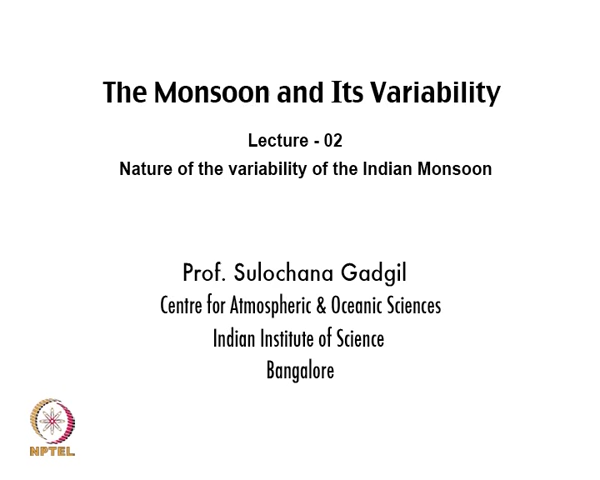 The Monsoon and Its Variability
Lecture - 02
Nature of the variability of the Indian Monsoon
Prof. Sulochana Gadgil
Centre for Atmospheric & Oceanic Sciences
Indian Institute of Science
Bangalore
NPTEL